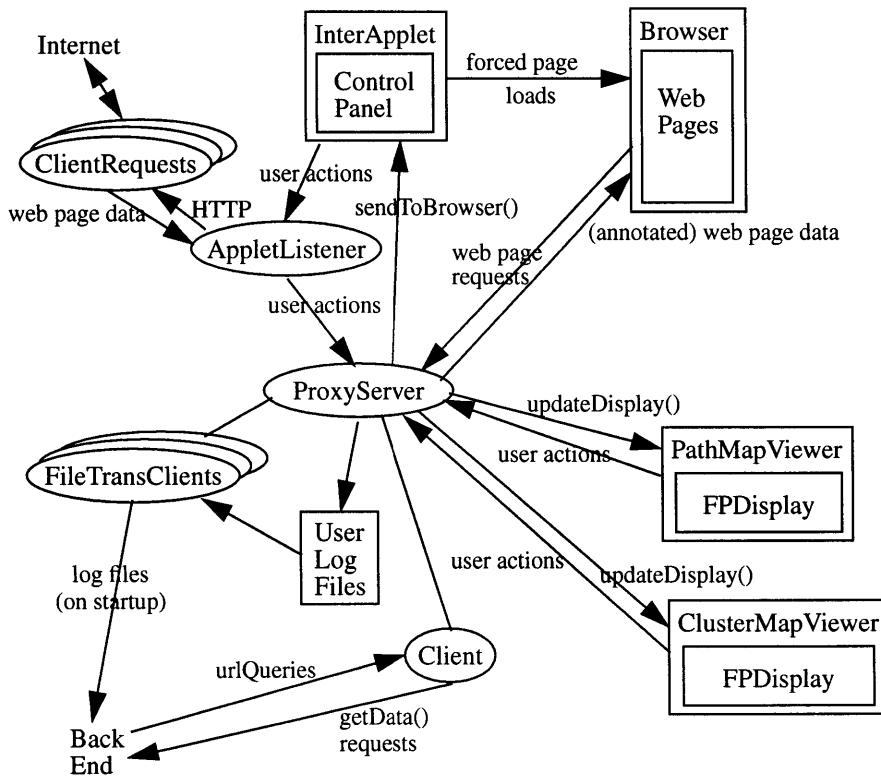 Internet
InterApplet
Control
Panel
forced page
loads
Browser
Web
Pages
ClientRequests
user actions
web page data
HTTP
sendToBrowser()
AppletListener
(annotated) web page data
web page
requests
user actions
ProxyServer
updateDisplay()
user actions
PathMapViewer
FPDisplay
FileTransClients
User
Log
Files
user actions
updateDisplay()
log files
(on startup)
ClusterMapViewer
FPDisplay
Client
urlQueries
getData()
requests
Back
End